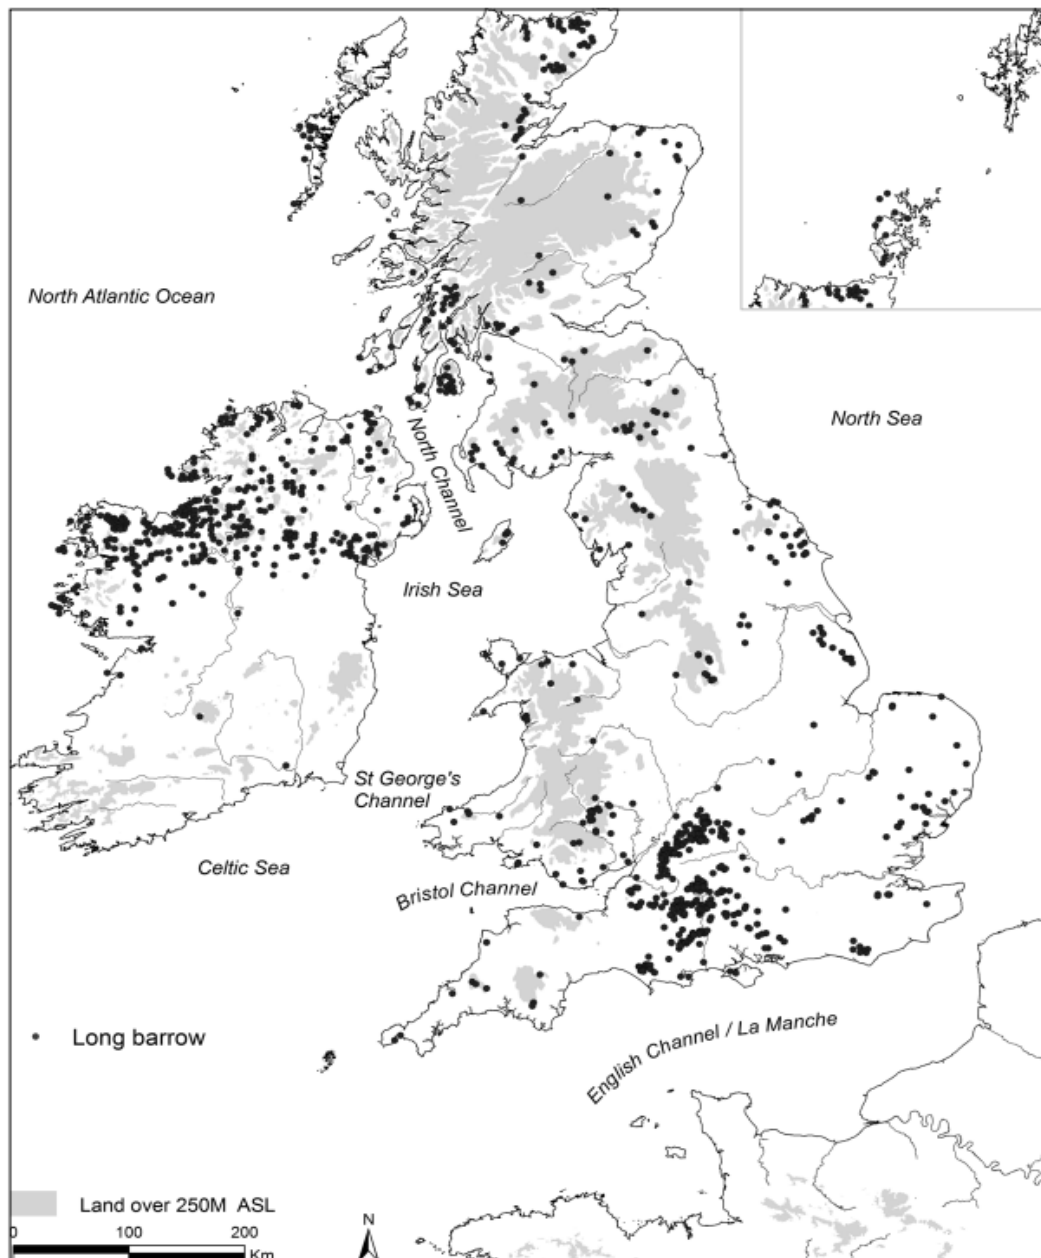 North Atlantic Ocean
North Sea
North Channel
Irish Sea
St George's
Channel
Celtic Sea
Bristol Channel
Long barrow
English Channel / La Manche
Land over 250M ASL
N
0 100 200
Km